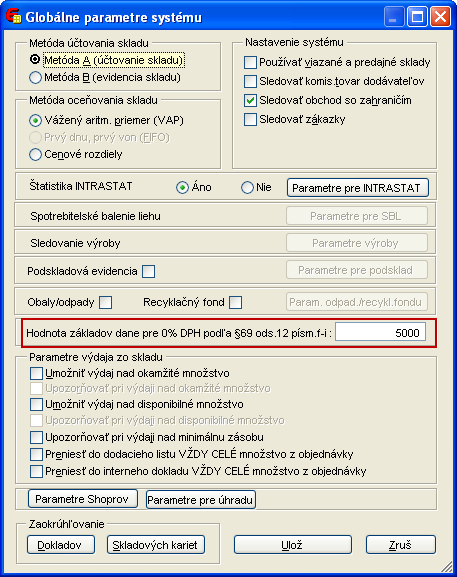 Globálne parametre systému
Metóda účtovania skladu
Metóda A (účtovanie skladu)
Metóda B (evidencia skladu)
Nastavenie systému
Používať viazané a predajné sklady
Sledovať komis.tovar dodávateľov
Sledovať obchod so zahraničím
Sledovať zákazky
Metóda oceňovania skladu
Vážený aritm. priemer (VAP)
Prvý dnu, prvý von (FIFO)
Cenové rozdiely
Štatistika INTRASTAT Áno Nie Parametre pre INTRASTAT
Spotrebitelské balenie liehu Parametre pre SBL
Sledovanie výroby Parametre výroby
Podskladová evidencia Parametre pre podsklad
Obaly/odpady Recyklačný fond Param. odpad./recykl.fondu
Hodnota základov dane pre 0% DPH podľa §69 ods.12 písm.f-i : 5000
Parametre výdaja zo skladu
Umožniť výdaj nad okamžité množstvo
Upozorňovať pri výdaji nad okamžité množstvo
Umožniť výdaj nad disponibilné množstvo
Upozorňovať pri výdaji nad disponibilné množstvo
Upozorňovať pri výdaji nad minimálnu zásobu
Preniesť do dodacieho listu VŽDY CELÉ množstvo z objednávky
Preniesť do interneho dokladu VŽDY CELÉ množstvo z objednávky
Parametre Shoprov Parametre pre úhradu
Zaokrúhľovanie
Dokladov Skladových kariet Ulož Zruš